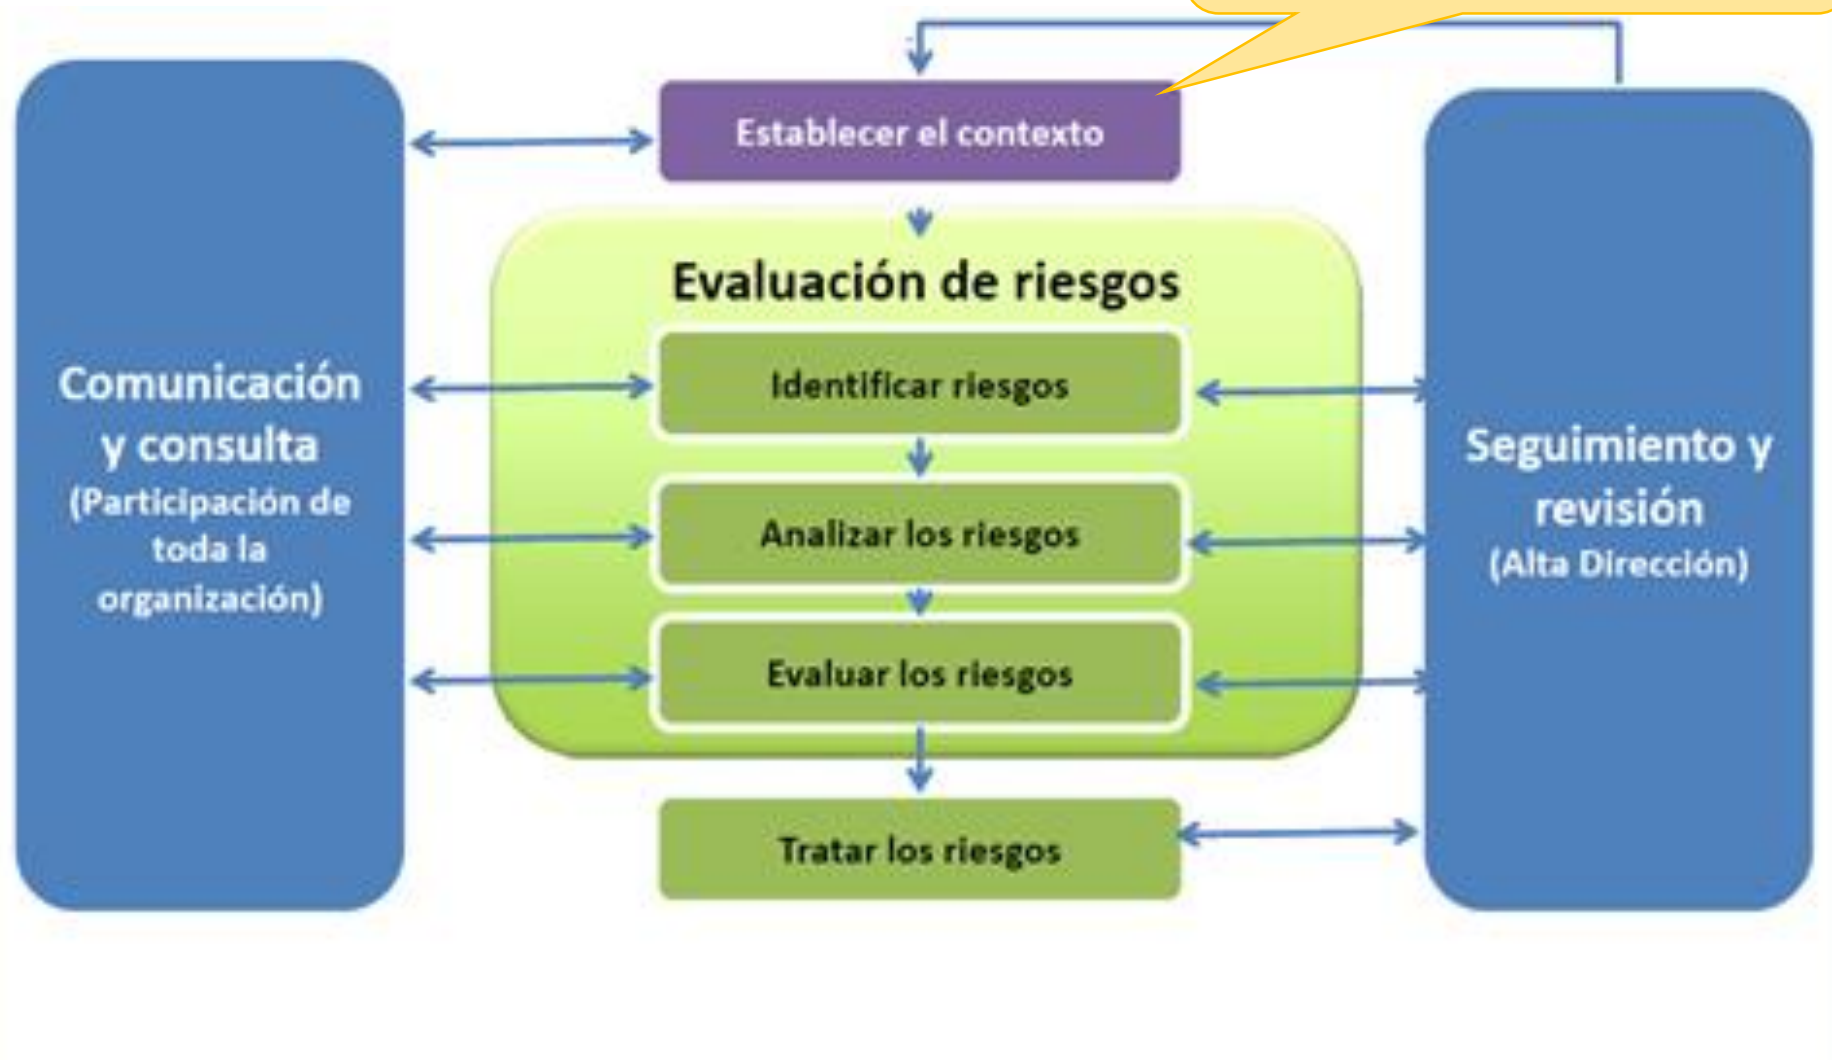 Establecer el contexto
Evaluación de riesgos
Identificar riesgos
Analizar los riesgos
Evaluar los riesgos
Tratar los riesgos
Comunicación
y consulta
(Participación de
toda la
organización)
Seguimiento y
revisión
(Alta Dirección)